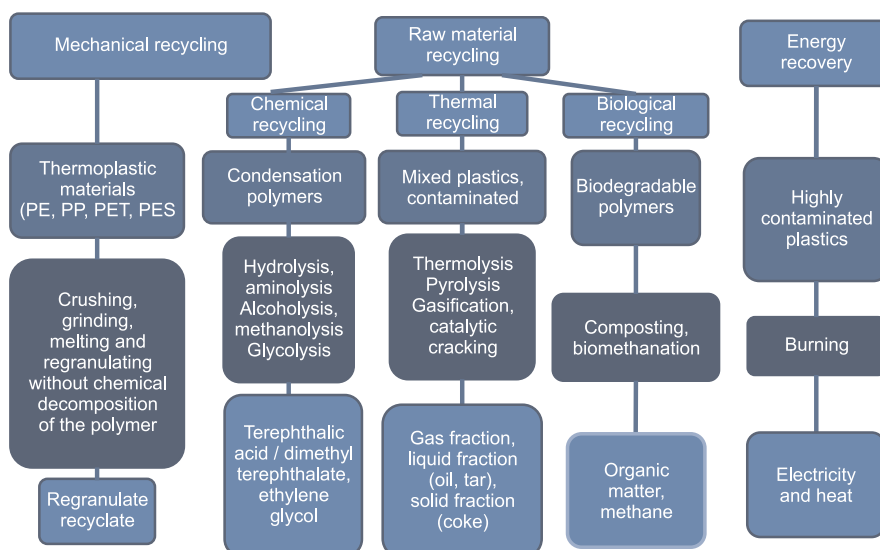 Mechanical recycling
Raw material
recycling
Energy
recovery
Chemical
recycling
Thermal
recycling
Biological
recycling
Thermoplastic
materials
(PE, PP, PET, PES
Condensation
polymers
Mixed plastics,
contaminated
Biodegradable
polymers
Highly
contaminated
plastics
Crushing,
grinding,
melting and
regranulating
without chemical
decomposition
of the polymer
Hydrolysis,
aminolysis
Alcoholysis,
methanolysis
Glycolysis
Thermolysis
Pyrolysis
Gasification,
catalytic
cracking
Composting,
biomethanation
Burning
Regranulate
recyclate
Terephthalic
acid / dimethyl
terephthalate,
ethylene
glycol
Gas fraction,
liquid fraction
(oil, tar),
solid fraction
(coke)
Organic
matter,
methane
Electricity
and heat